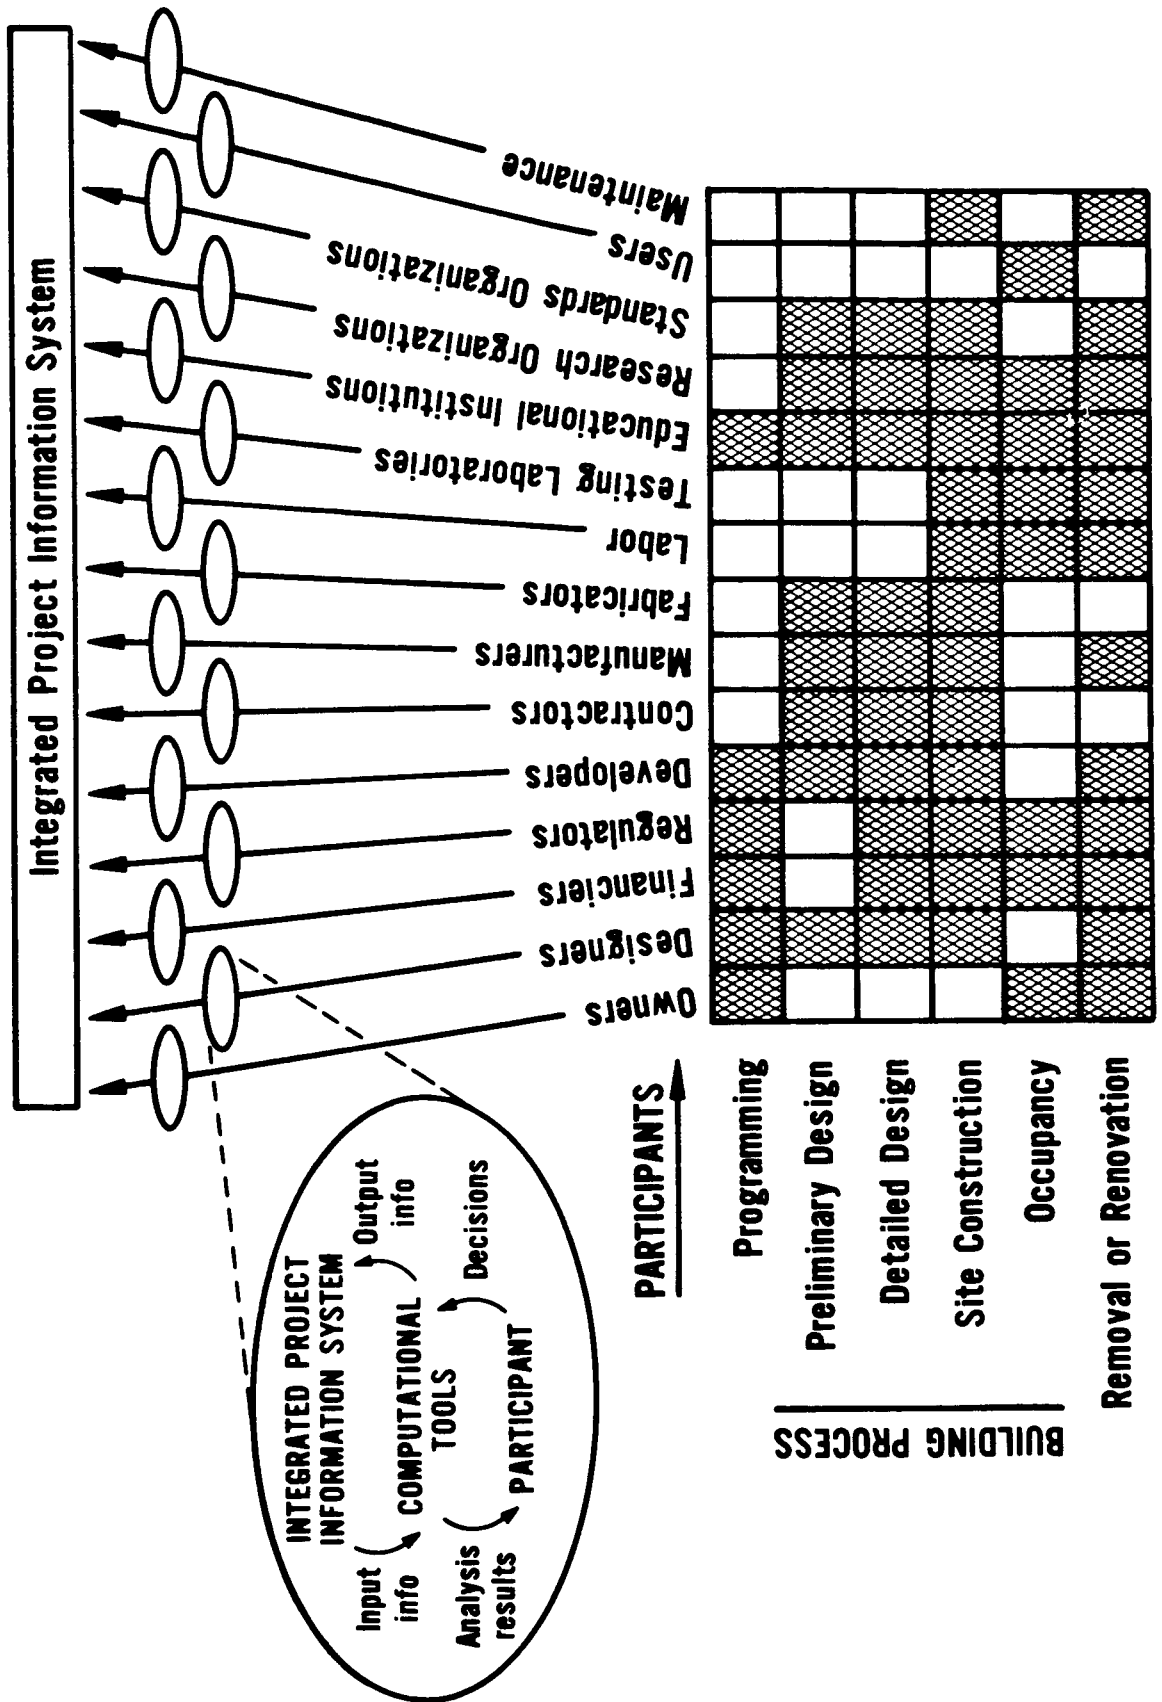 Integrated Project Information System
INTEGRATED PROJECT
INFORMATION SYSTEM
Input
info
Output
info
COMPUTATIONAL
TOOLS
Analysis
results
Decisions
PARTICIPANT
Owners
Designers
Financiers
Regulators
Developers
Contractors
Manufacturers
Fabricators
Labor
Testing Laboratories
Educational Institutions
Research Organizations
Standards Organizations
Users
Maintenance
PARTICIPANTS
BUILDING PROCESS
Programming
Preliminary Design
Detailed Design
Site Construction
Occupancy
Removal or Renovation